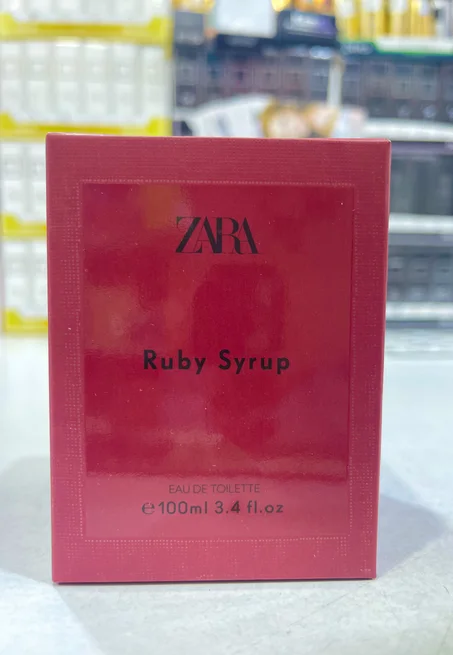 ZARA
Ruby Syrup
EAU DE TOILETTE
℮100ml 3.4 fl.oz